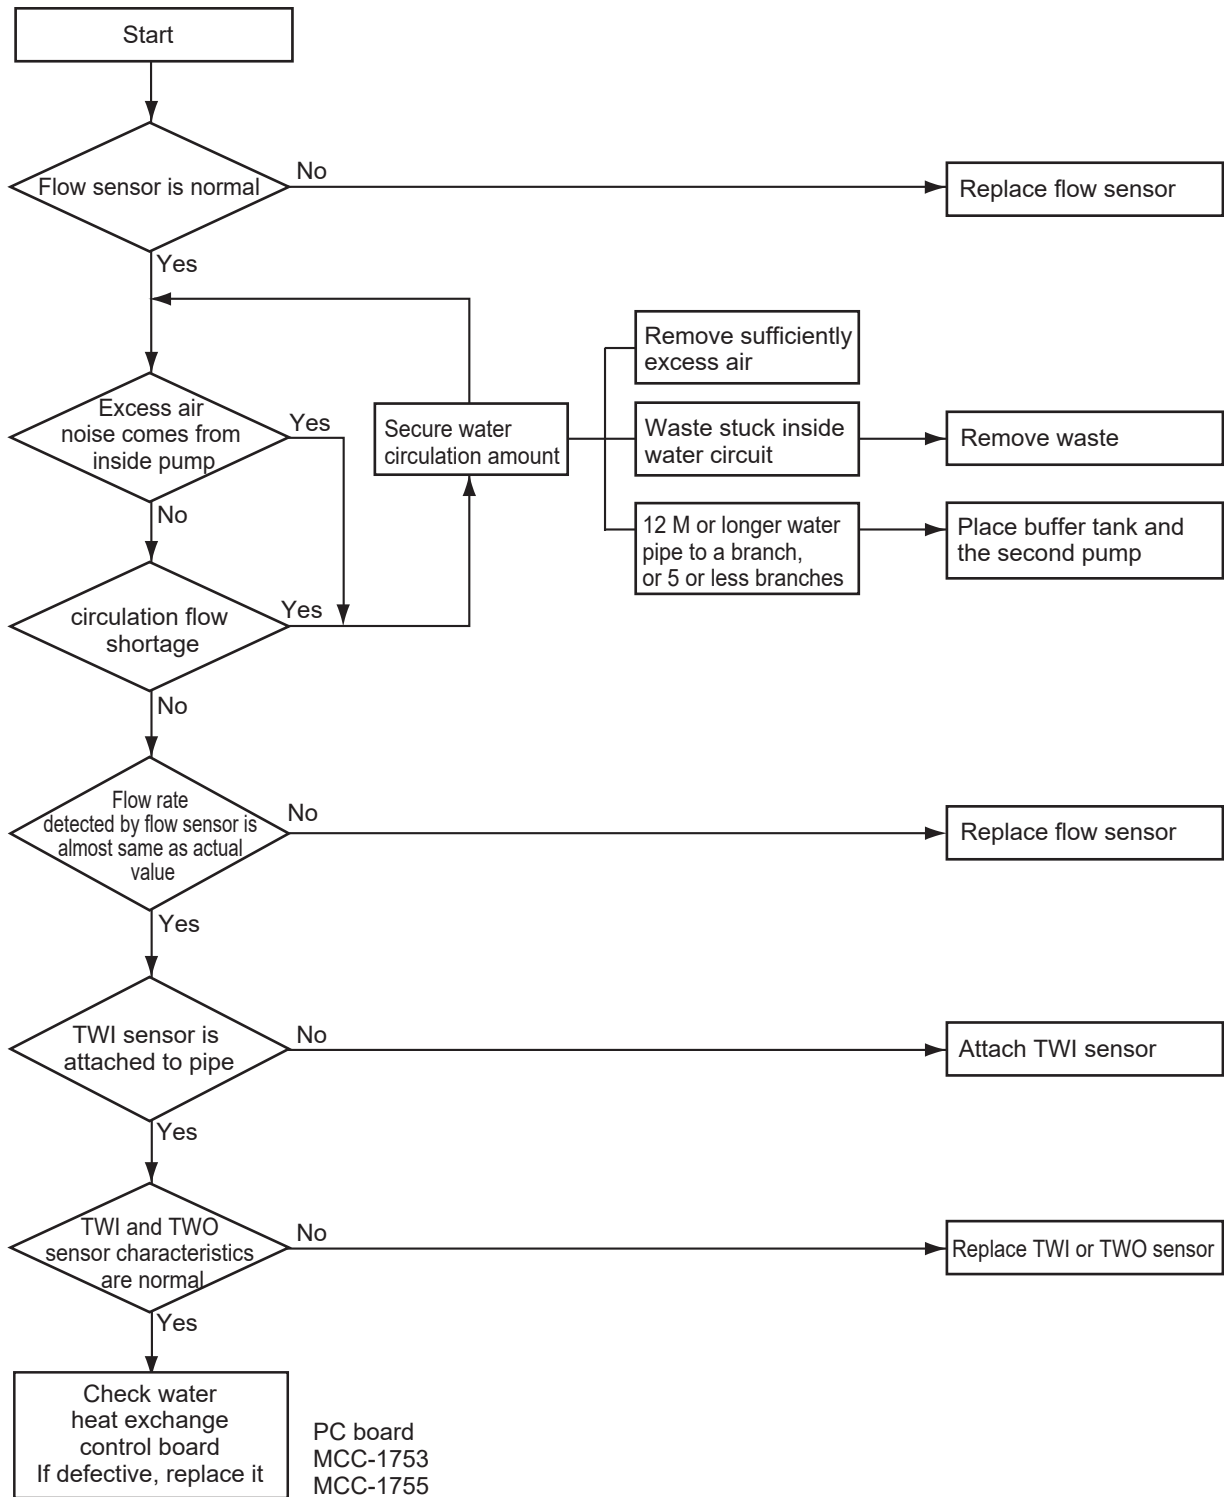 Start
Flow sensor is normal
No
Replace flow sensor
Yes
Excess air
noise comes from
inside pump
Yes
Secure water
circulation amount
Remove sufficiently
excess air
Waste stuck inside
water circuit
Remove waste
12 M or longer water
pipe to a branch,
or 5 or less branches
Place buffer tank and
the second pump
No
circulation flow
shortage
Yes
No
Flow rate
detected by flow sensor is
almost same as actual
value
No
Replace flow sensor
Yes
TWI sensor is
attached to pipe
No
Attach TWI sensor
Yes
TWI and TWO
sensor characteristics
are normal
No
Replace TWI or TWO sensor
Yes
Check water
heat exchange
control board
If defective, replace it
PC board
MCC-1753
MCC-1755